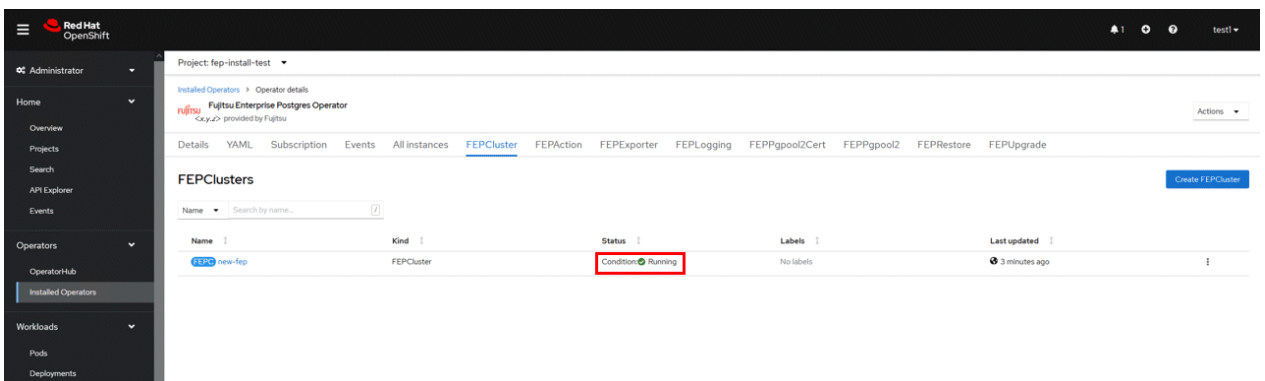 Red Hat
OpenShift
1
test1
Administrator
Home
Overview
Projects
Search
API Explorer
Events
Operators
OperatorHub
Installed Operators
Workloads
Pods
Deployments
Project: fep-install-test
Installed Operators > Operator details
FUJITSU
Fujitsu Enterprise Postgres Operator
<x.y.z> provided by Fujitsu
Actions
Details YAML Subscription Events All instances FEPCluster FEPAction FEPExporter FEPLogging FEPPgpool2Cert FEPPgpool2 FEPRestore FEPUpgrade
FEPClusters
Create FEPCluster
Name Search by name... /
Name Kind Status Labels Last updated
FEPC new-fep FEPCluster Condition: Running No labels 3 minutes ago